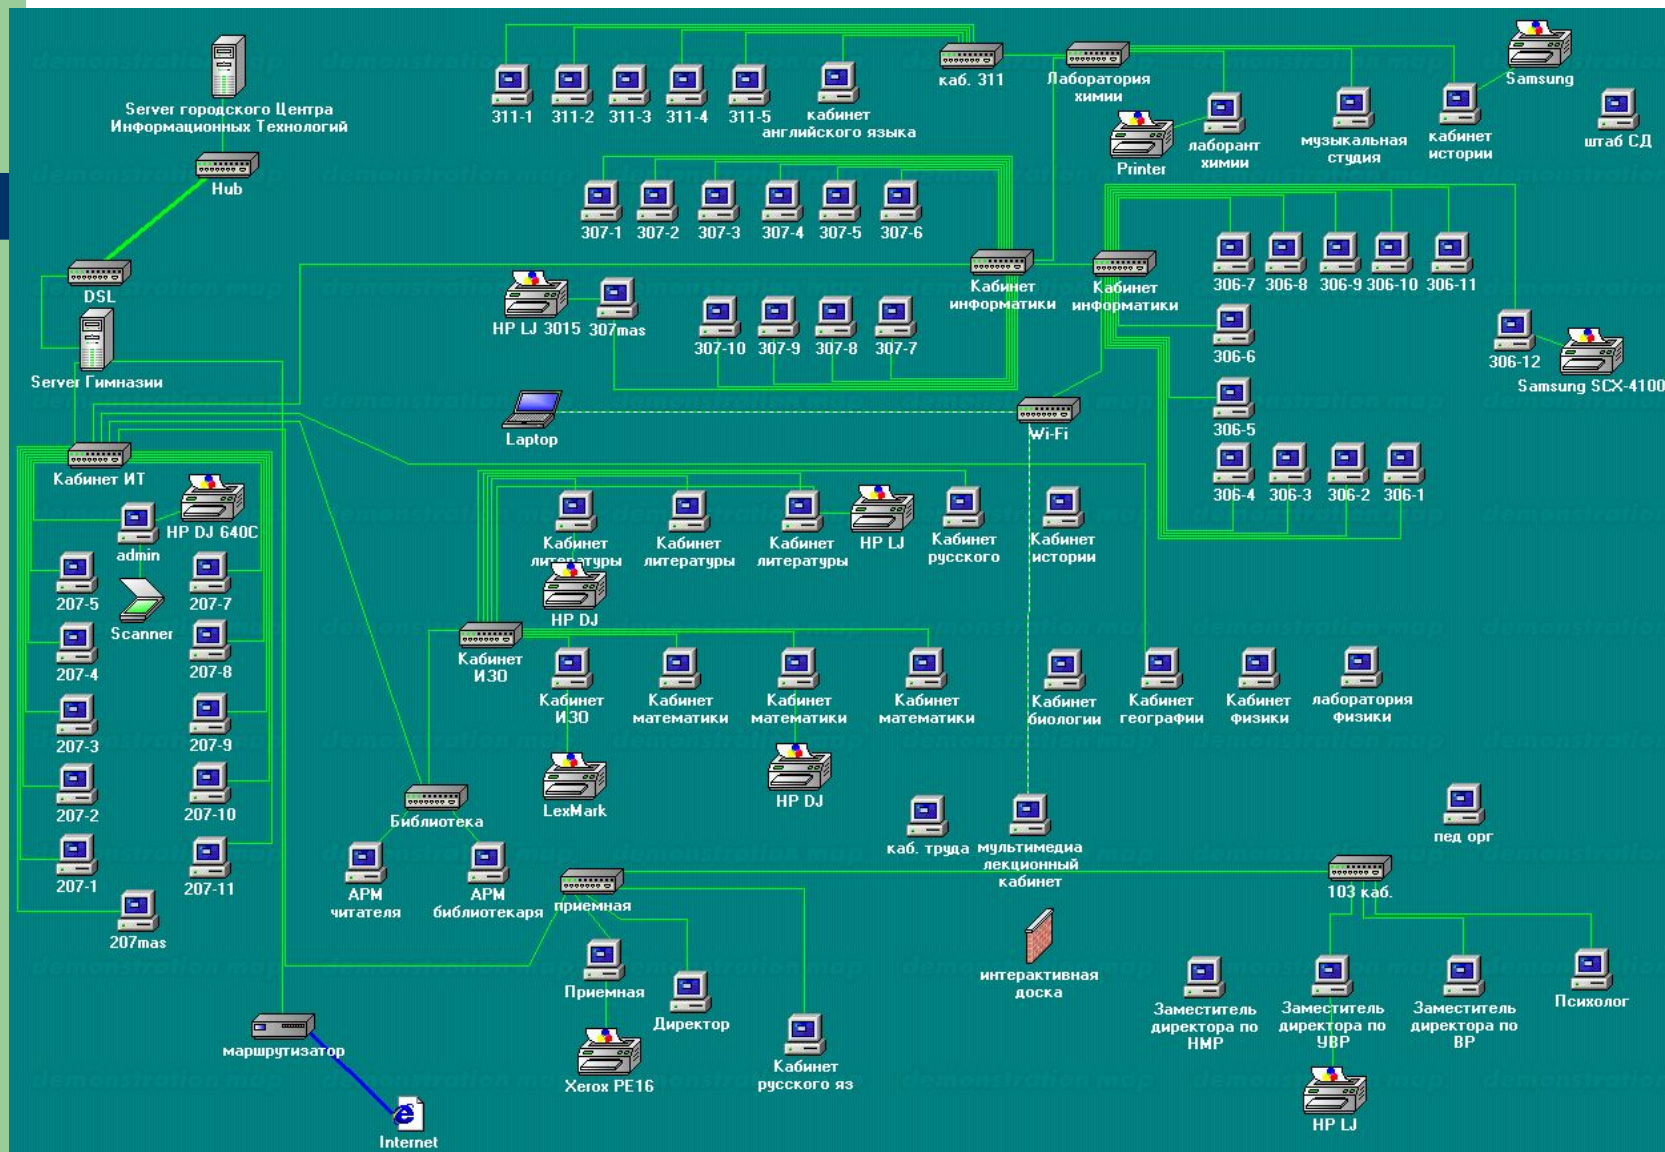 Server городского Центра
Информационных Технологий
Hub
DSL
Server Гимназии
311-1
311-2
311-3
311-4
311-5
кабинет
английского языка
каб. 311
Лаборатория
химии
Printer
лаборант
химии
музыкальная
студия
кабинет
истории
Samsung
штаб СД
307-1
307-2
307-3
307-4
307-5
307-6
Кабинет
информатики
Кабинет
информатики
306-7
306-8
306-9
306-10
306-11
HP LJ 3015
307mas
307-10
307-9
307-8
307-7
306-6
306-12
Samsung SCX-4100
Laptop
Wi-Fi
306-5
306-4
306-3
306-2
306-1
Кабинет ИТ
HP DJ 640C
admin
Scanner
207-5
207-7
207-4
207-8
207-3
207-9
207-2
207-10
207-1
207-11
207mas
Кабинет
литературы
Кабинет
литературы
Кабинет
литературы
HP LJ
Кабинет
русского
Кабинет
истории
HP DJ
Кабинет
ИЗО
Кабинет
ИЗО
Кабинет
математики
Кабинет
математики
Кабинет
математики
Кабинет
биологии
Кабинет
географии
Кабинет
физики
лаборатория
физики
LexMark
HP DJ
Библиотека
АРМ
читателя
АРМ
библиотекаря
каб. труда
мультимедиа
лекционный
кабинет
пед орг
приемная
103 каб.
интерактивная
доска
Приемная
Директор
Xerox PE16
Кабинет
русского яз
Заместитель
директора по
НМР
Заместитель
директора по
УВР
Заместитель
директора по
ВР
Психолог
HP LJ
маршрутизатор
Internet
demonstration map